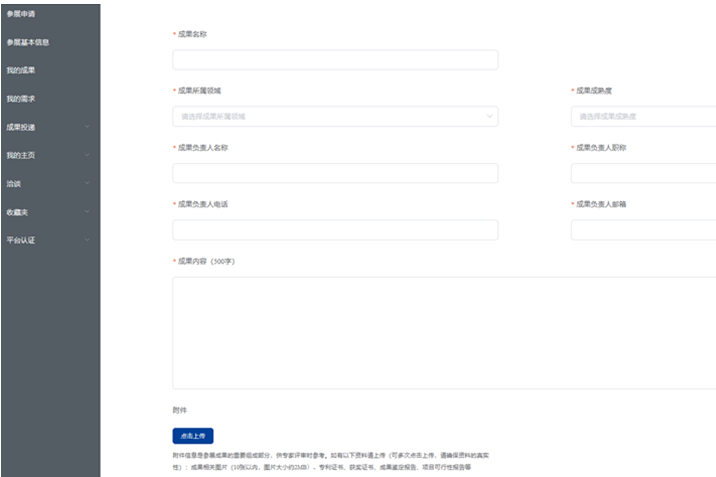 参展申请
参展基本信息
我的成果
我的需求
成果投递
我的主页
洽谈
收藏夹
平台认证
* 成果名称
* 成果所属领域
* 成果成熟度
请选择成果所属领域
请选择成果成熟度
* 成果负责人名称
* 成果负责人职称
* 成果负责人电话
* 成果负责人邮箱
* 成果内容（500字）
附件
点击上传
附件信息是参展成果的重要组成部分，供专家评审时参考。如有以下资料请上传（可多次点击上传，请确保资料的真实
性）：成果相关图片（10张以内，图片大小约2MB）、专利证书、获奖证书、成果鉴定报告、项目可行性报告等